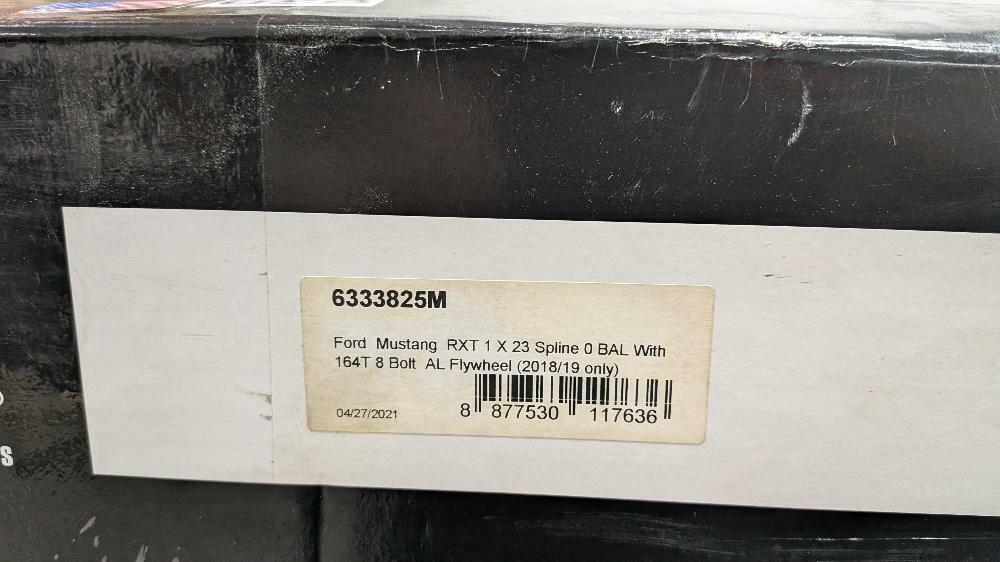 6333825M
Ford Mustang RXT 1 X 23 Spline 0 BAL With
164T 8 Bolt AL Flywheel (2018/19 only)
04/27/2021
8 877530 117636
S